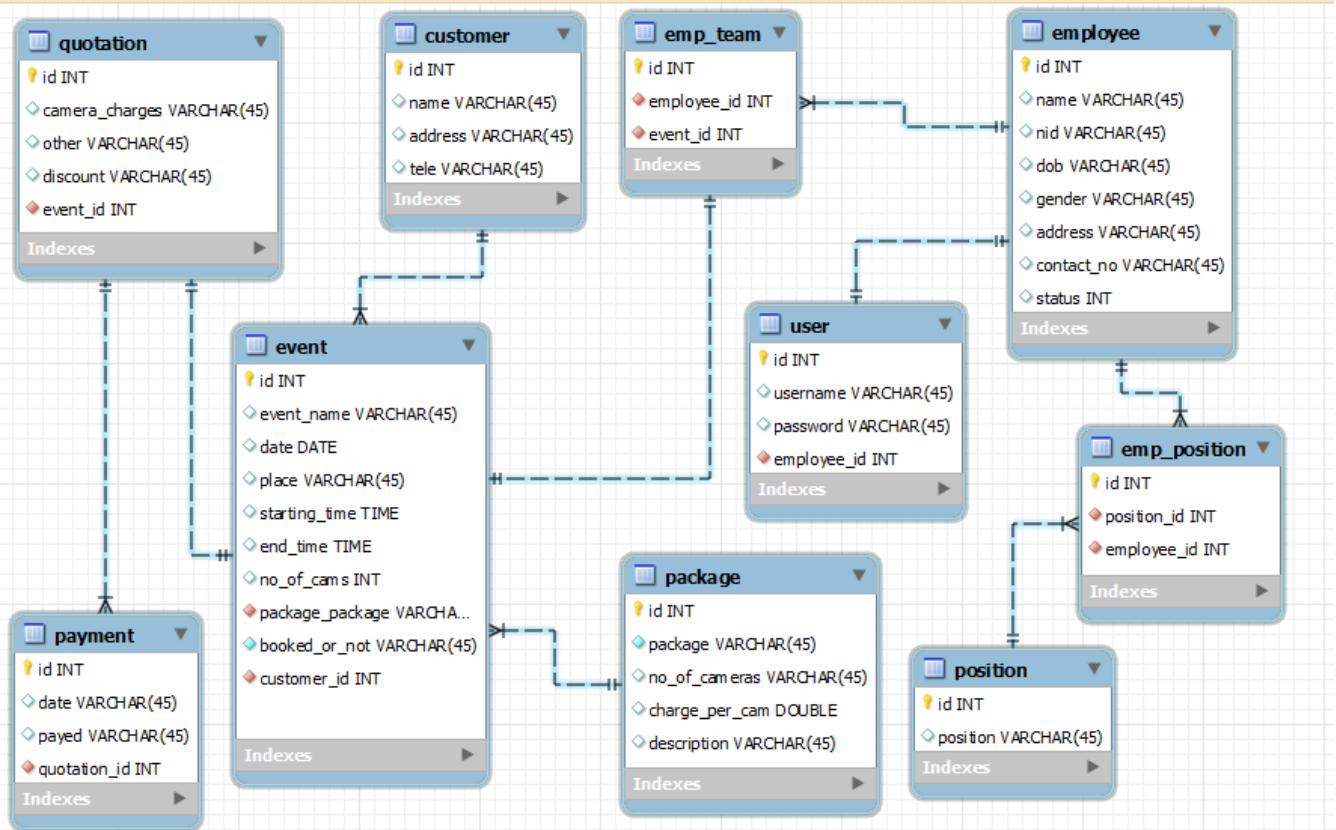 quotation
id INT
camera_charges VARCHAR(45)
other VARCHAR(45)
discount VARCHAR(45)
event_id INT
Indexes
customer
id INT
name VARCHAR(45)
address VARCHAR(45)
tele VARCHAR(45)
Indexes
emp_team
id INT
employee_id INT
event_id INT
Indexes
employee
id INT
name VARCHAR(45)
nid VARCHAR(45)
dob VARCHAR(45)
gender VARCHAR(45)
address VARCHAR(45)
contact_no VARCHAR(45)
status INT
Indexes
event
id INT
event_name VARCHAR(45)
date DATE
place VARCHAR(45)
starting_time TIME
end_time TIME
no_of_cams INT
package_package VARCHA...
booked_or_not VARCHAR(45)
customer_id INT
Indexes
user
id INT
username VARCHAR(45)
password VARCHAR(45)
employee_id INT
Indexes
emp_position
id INT
position_id INT
employee_id INT
Indexes
package
id INT
package VARCHAR(45)
no_of_cameras VARCHAR(45)
charge_per_cam DOUBLE
description VARCHAR(45)
Indexes
payment
id INT
date VARCHAR(45)
payed VARCHAR(45)
quotation_id INT
Indexes
position
id INT
position VARCHAR(45)
Indexes